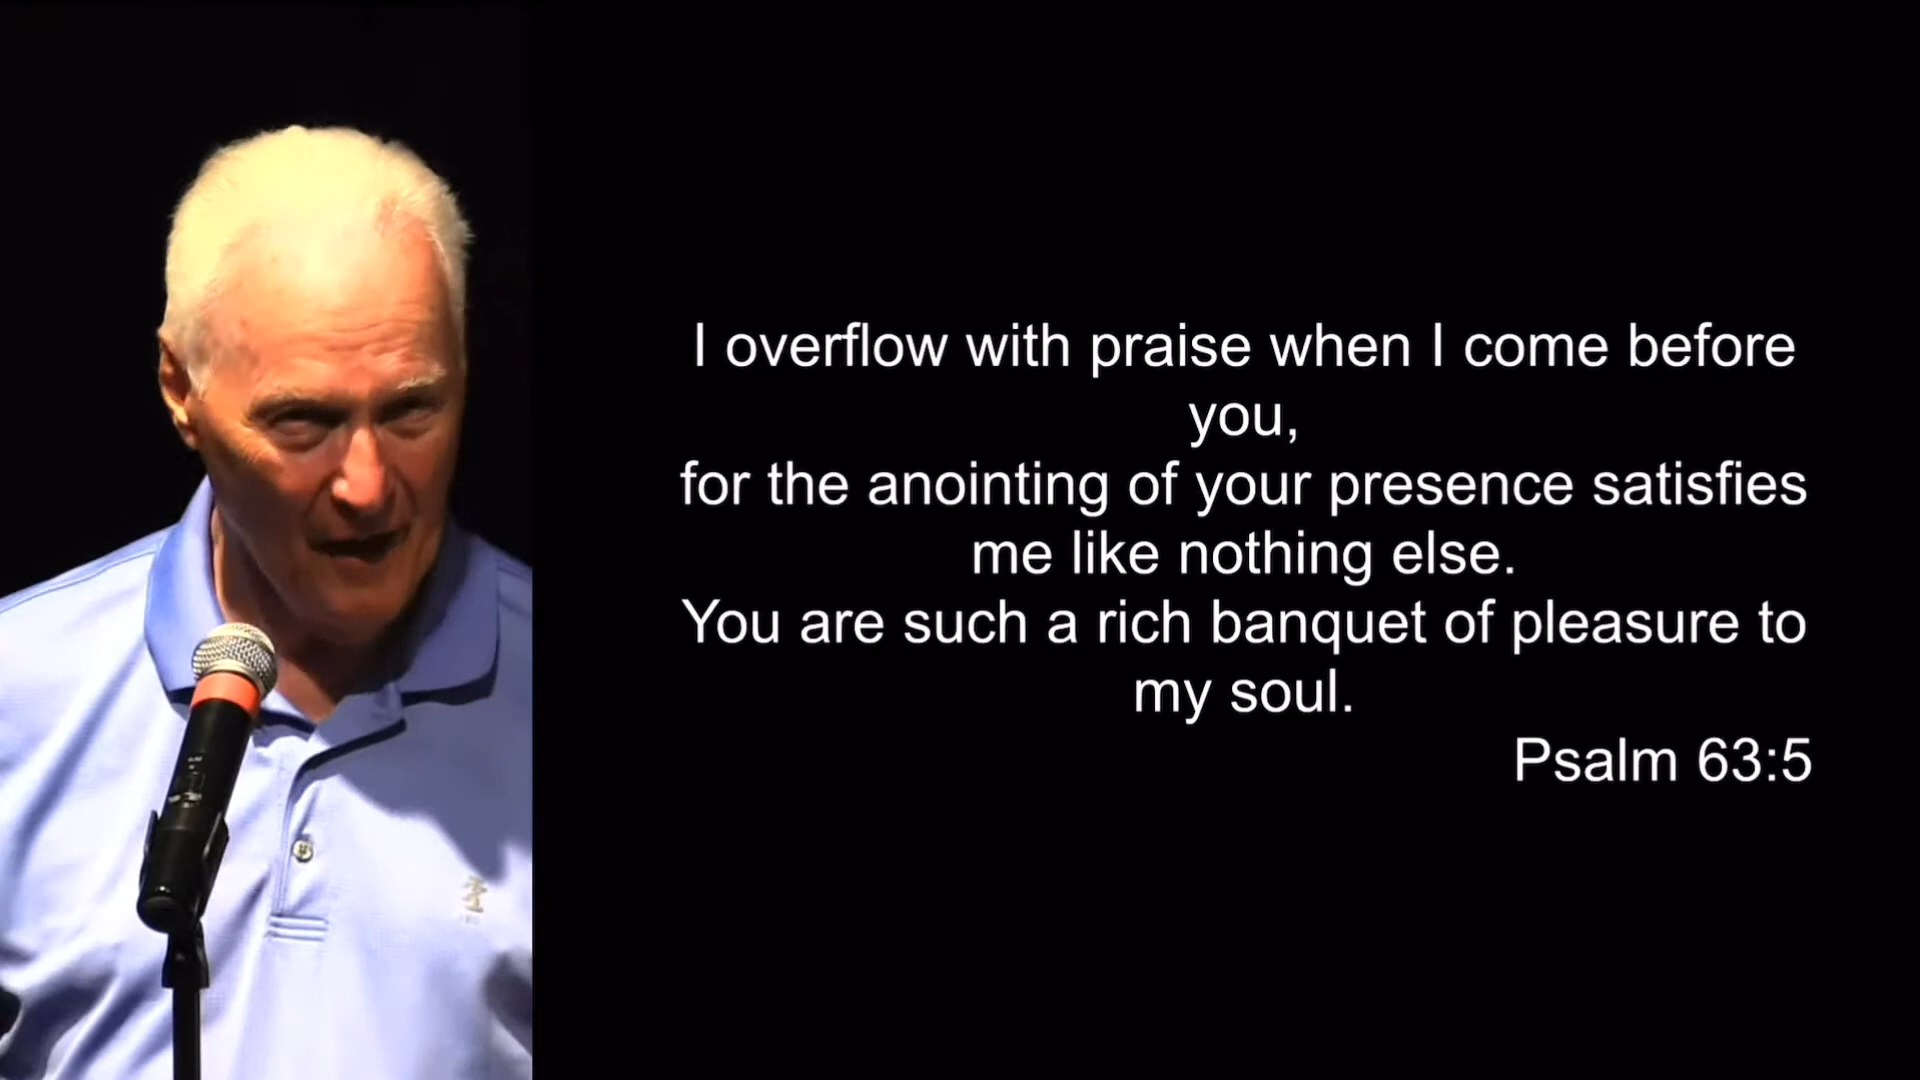 I overflow with praise when I come before
you,
for the anointing of your presence satisfies
me like nothing else.
You are such a rich banquet of pleasure to
my soul.
Psalm 63:5